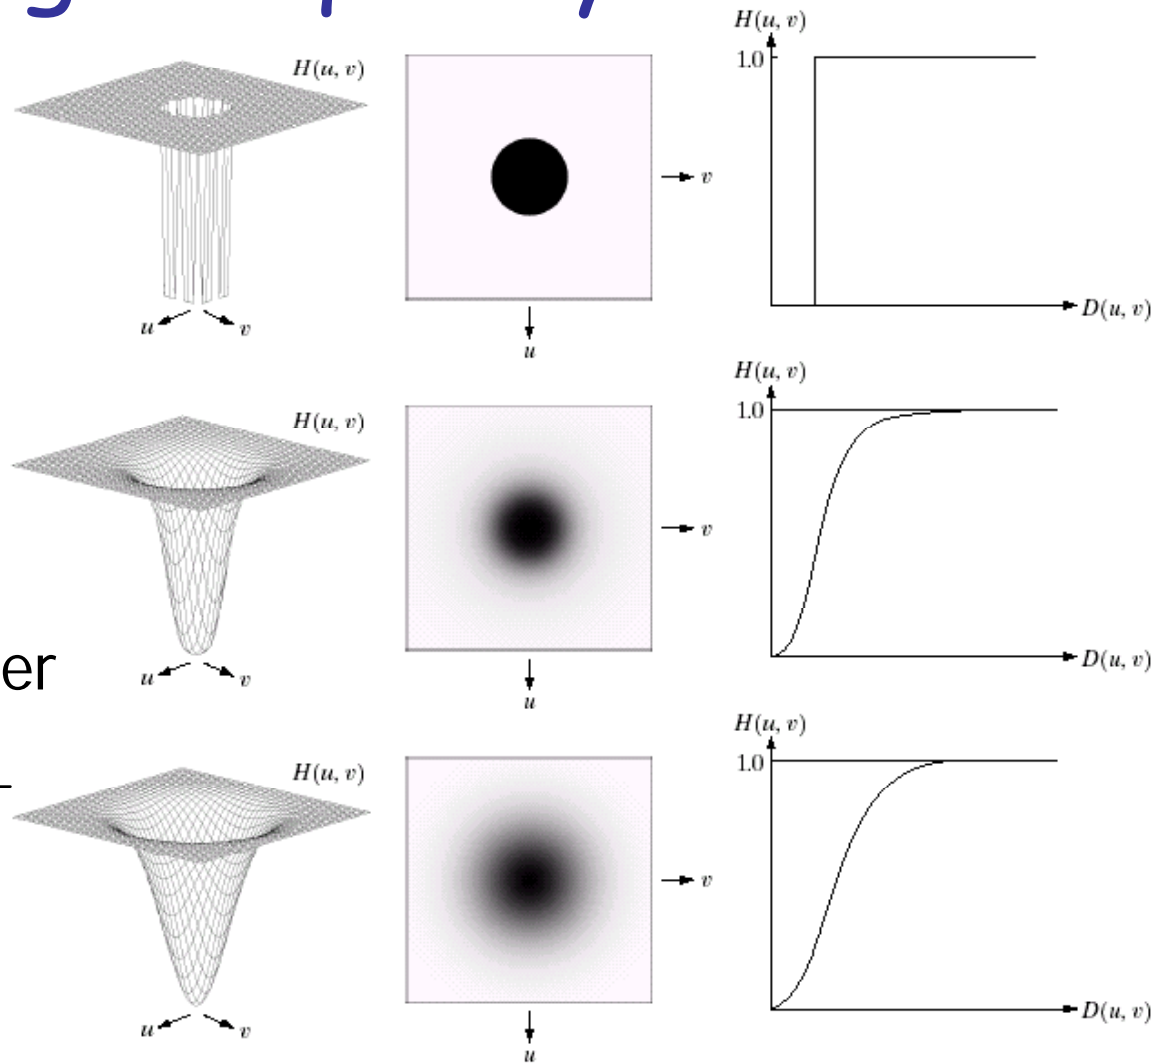 H(u, v)
H(u, v)
1.0
v
D(u, v)
u
v
u
H(u, v)
H(u, v)
1.0
v
D(u, v)
er
u
v
u
H(u, v)
H(u, v)
1.0
v
D(u, v)
u
v
u